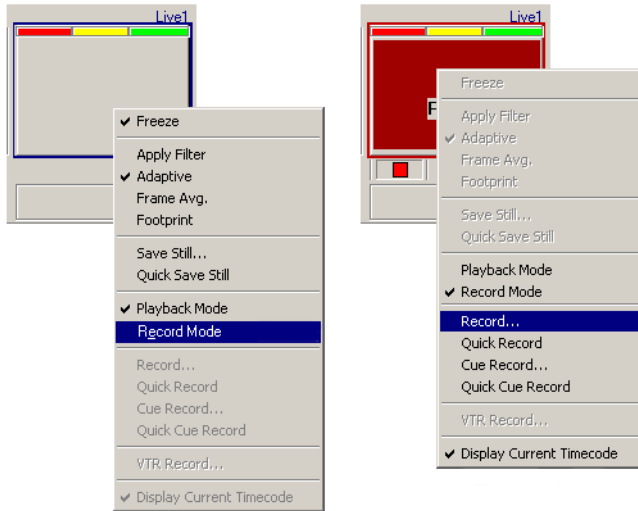 Live1
Freeze
Apply Filter
Adaptive
Frame Avg.
Footprint
Save Still...
Quick Save Still
Playback Mode
Record Mode
Record...
Quick Record
Cue Record...
Quick Cue Record
VTR Record...
Display Current Timecode
Live1
F
Freeze
Apply Filter
Adaptive
Frame Avg.
Footprint
Save Still...
Quick Save Still
Playback Mode
Record Mode
Record...
Quick Record
Cue Record...
Quick Cue Record
VTR Record...
Display Current Timecode